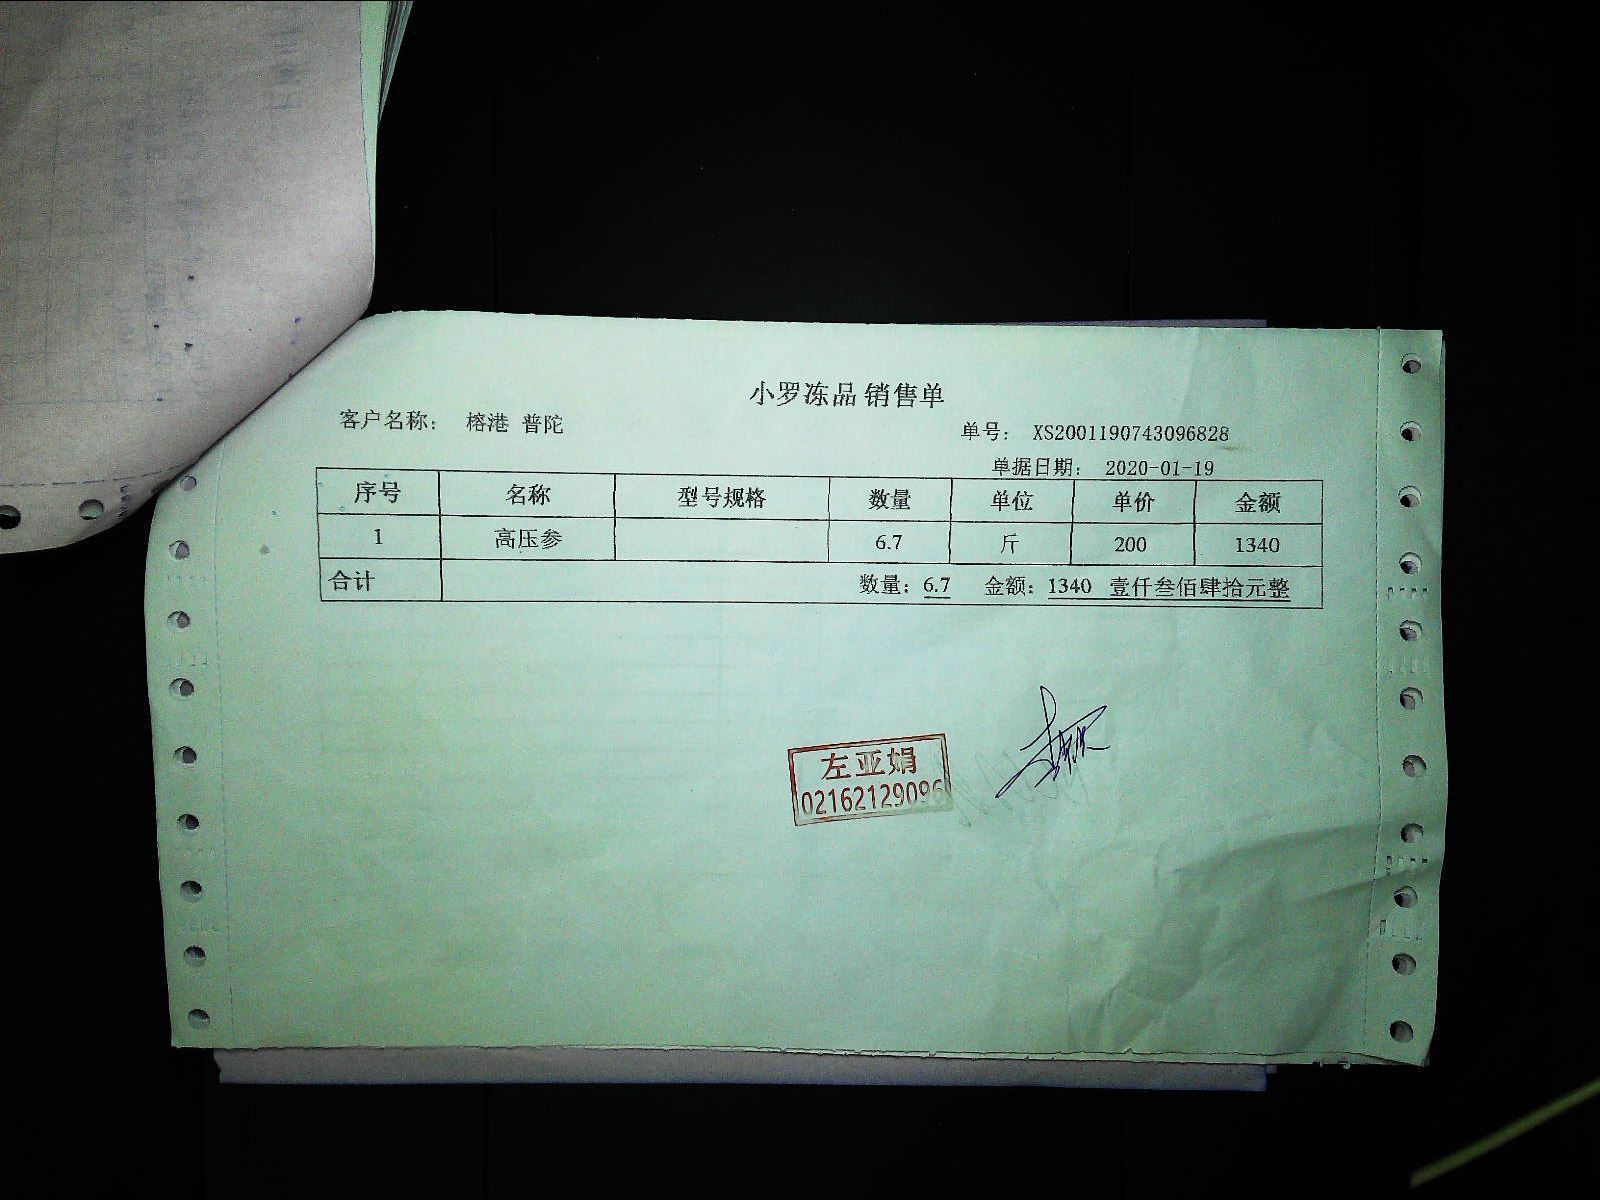 小罗冻品 销售单
客户名称： 榕港 普陀
单号： XS2001190743096828
单据日期： 2020-01-19
序号 名称 型号规格 数量 单位 单价 金额
1 高压参 6.7 斤 200 1340
合计 数量：6.7 金额：1340 壹仟叁佰肆拾元整
左亚娟
02162129096